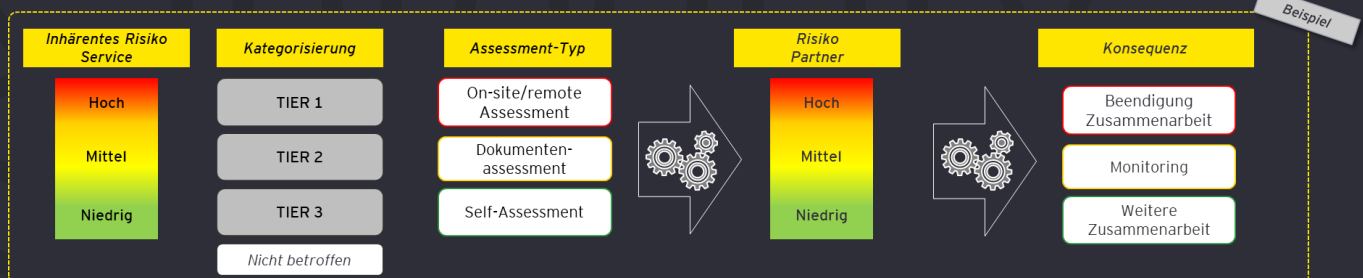 Beispiel
Inhärentes Risiko
Service
Kategorisierung
Assessment-Typ
Risiko
Partner
Konsequenz
Hoch
Mittel
Niedrig
TIER 1
TIER 2
TIER 3
Nicht betroffen
On-site/remote
Assessment
Dokumenten-
assessment
Self-Assessment
Hoch
Mittel
Niedrig
Beendigung
Zusammenarbeit
Monitoring
Weitere
Zusammenarbeit